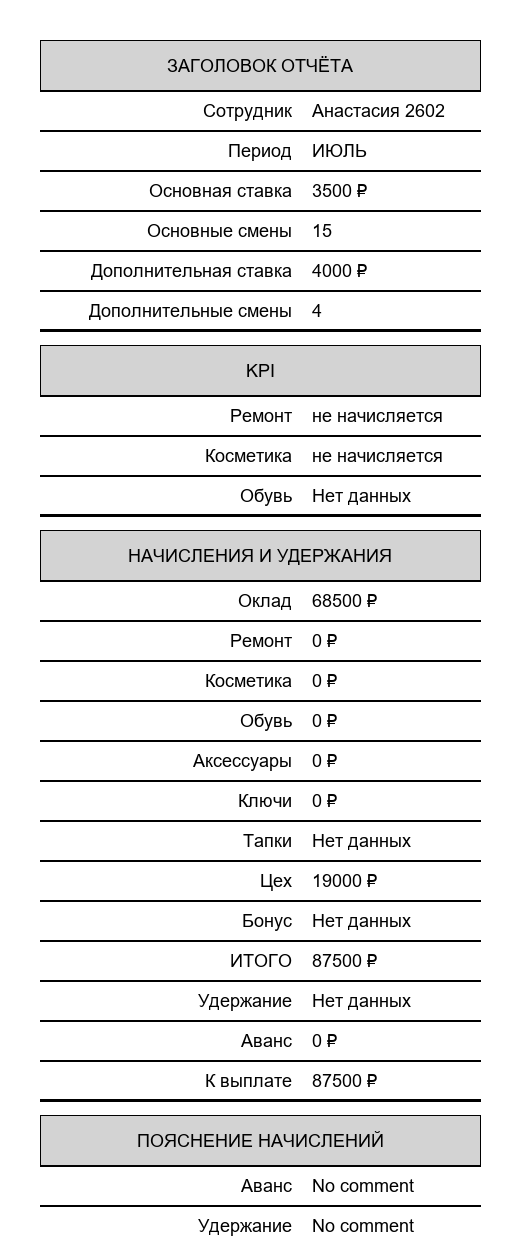 ЗАГОЛОВОК ОТЧЁТА
Сотрудник Анастасия 2602
Период ИЮЛЬ
Основная ставка 3500 ₽
Основные смены 15
Дополнительная ставка 4000 ₽
Дополнительные смены 4
KPI
Ремонт не начисляется
Косметика не начисляется
Обувь Нет данных
НАЧИСЛЕНИЯ И УДЕРЖАНИЯ
Оклад 68500 ₽
Ремонт 0 ₽
Косметика 0 ₽
Обувь 0 ₽
Аксессуары 0 ₽
Ключи 0 ₽
Тапки Нет данных
Цех 19000 ₽
Бонус Нет данных
ИТОГО 87500 ₽
Удержание Нет данных
Аванс 0 ₽
К выплате 87500 ₽
ПОЯСНЕНИЕ НАЧИСЛЕНИЙ
Аванс No comment
Удержание No comment